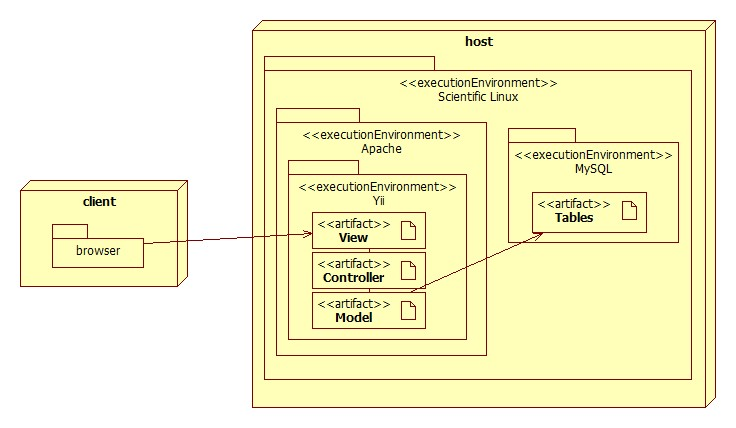 host
<<executionEnvironment>>
Scientific Linux
<<executionEnvironment>>
Apache
<<executionEnvironment>>
MySQL
<<executionEnvironment>>
Yii
client
browser
<<artifact>>
View
<<artifact>>
Tables
<<artifact>>
Controller
<<artifact>>
Model